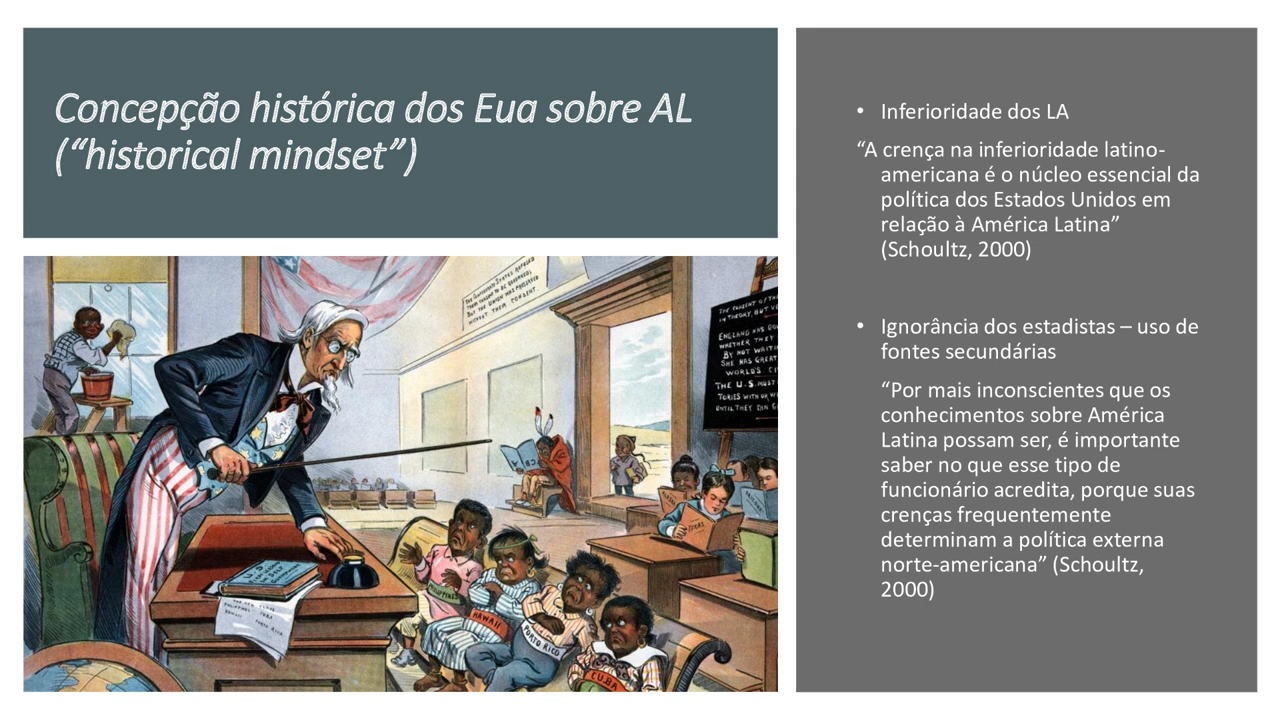 Concepção histórica dos Eua sobre AL
(“historical mindset”)
• Inferioridade dos LA
“A crença na inferioridade latino-
americana é o núcleo essencial da
política dos Estados Unidos em
relação à América Latina”
(Schoultz, 2000)
• Ignorância dos estadistas – uso de
fontes secundárias
“Por mais inconscientes que os
conhecimentos sobre América
Latina possam ser, é importante
saber no que esse tipo de
funcionário acredita, porque suas
crenças frequentemente
determinam a política externa
norte-americana” (Schoultz,
2000)
THE U.S. MUST
PHILIPPINES
HAWAII
PORTO RICO
CUBA